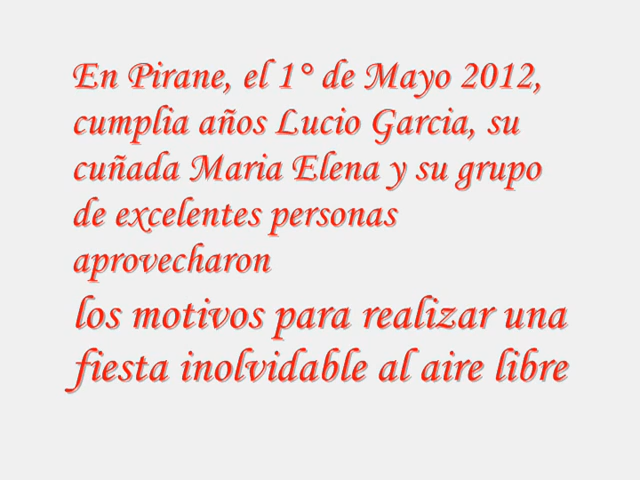 En Pirane, el 1° de Mayo 2012,
cumplia años Lucio Garcia, su
cuñada Maria Elena y su grupo
de excelentes personas
aprovecharon
los motivos para realizar una
fiesta inolvidable al aire libre